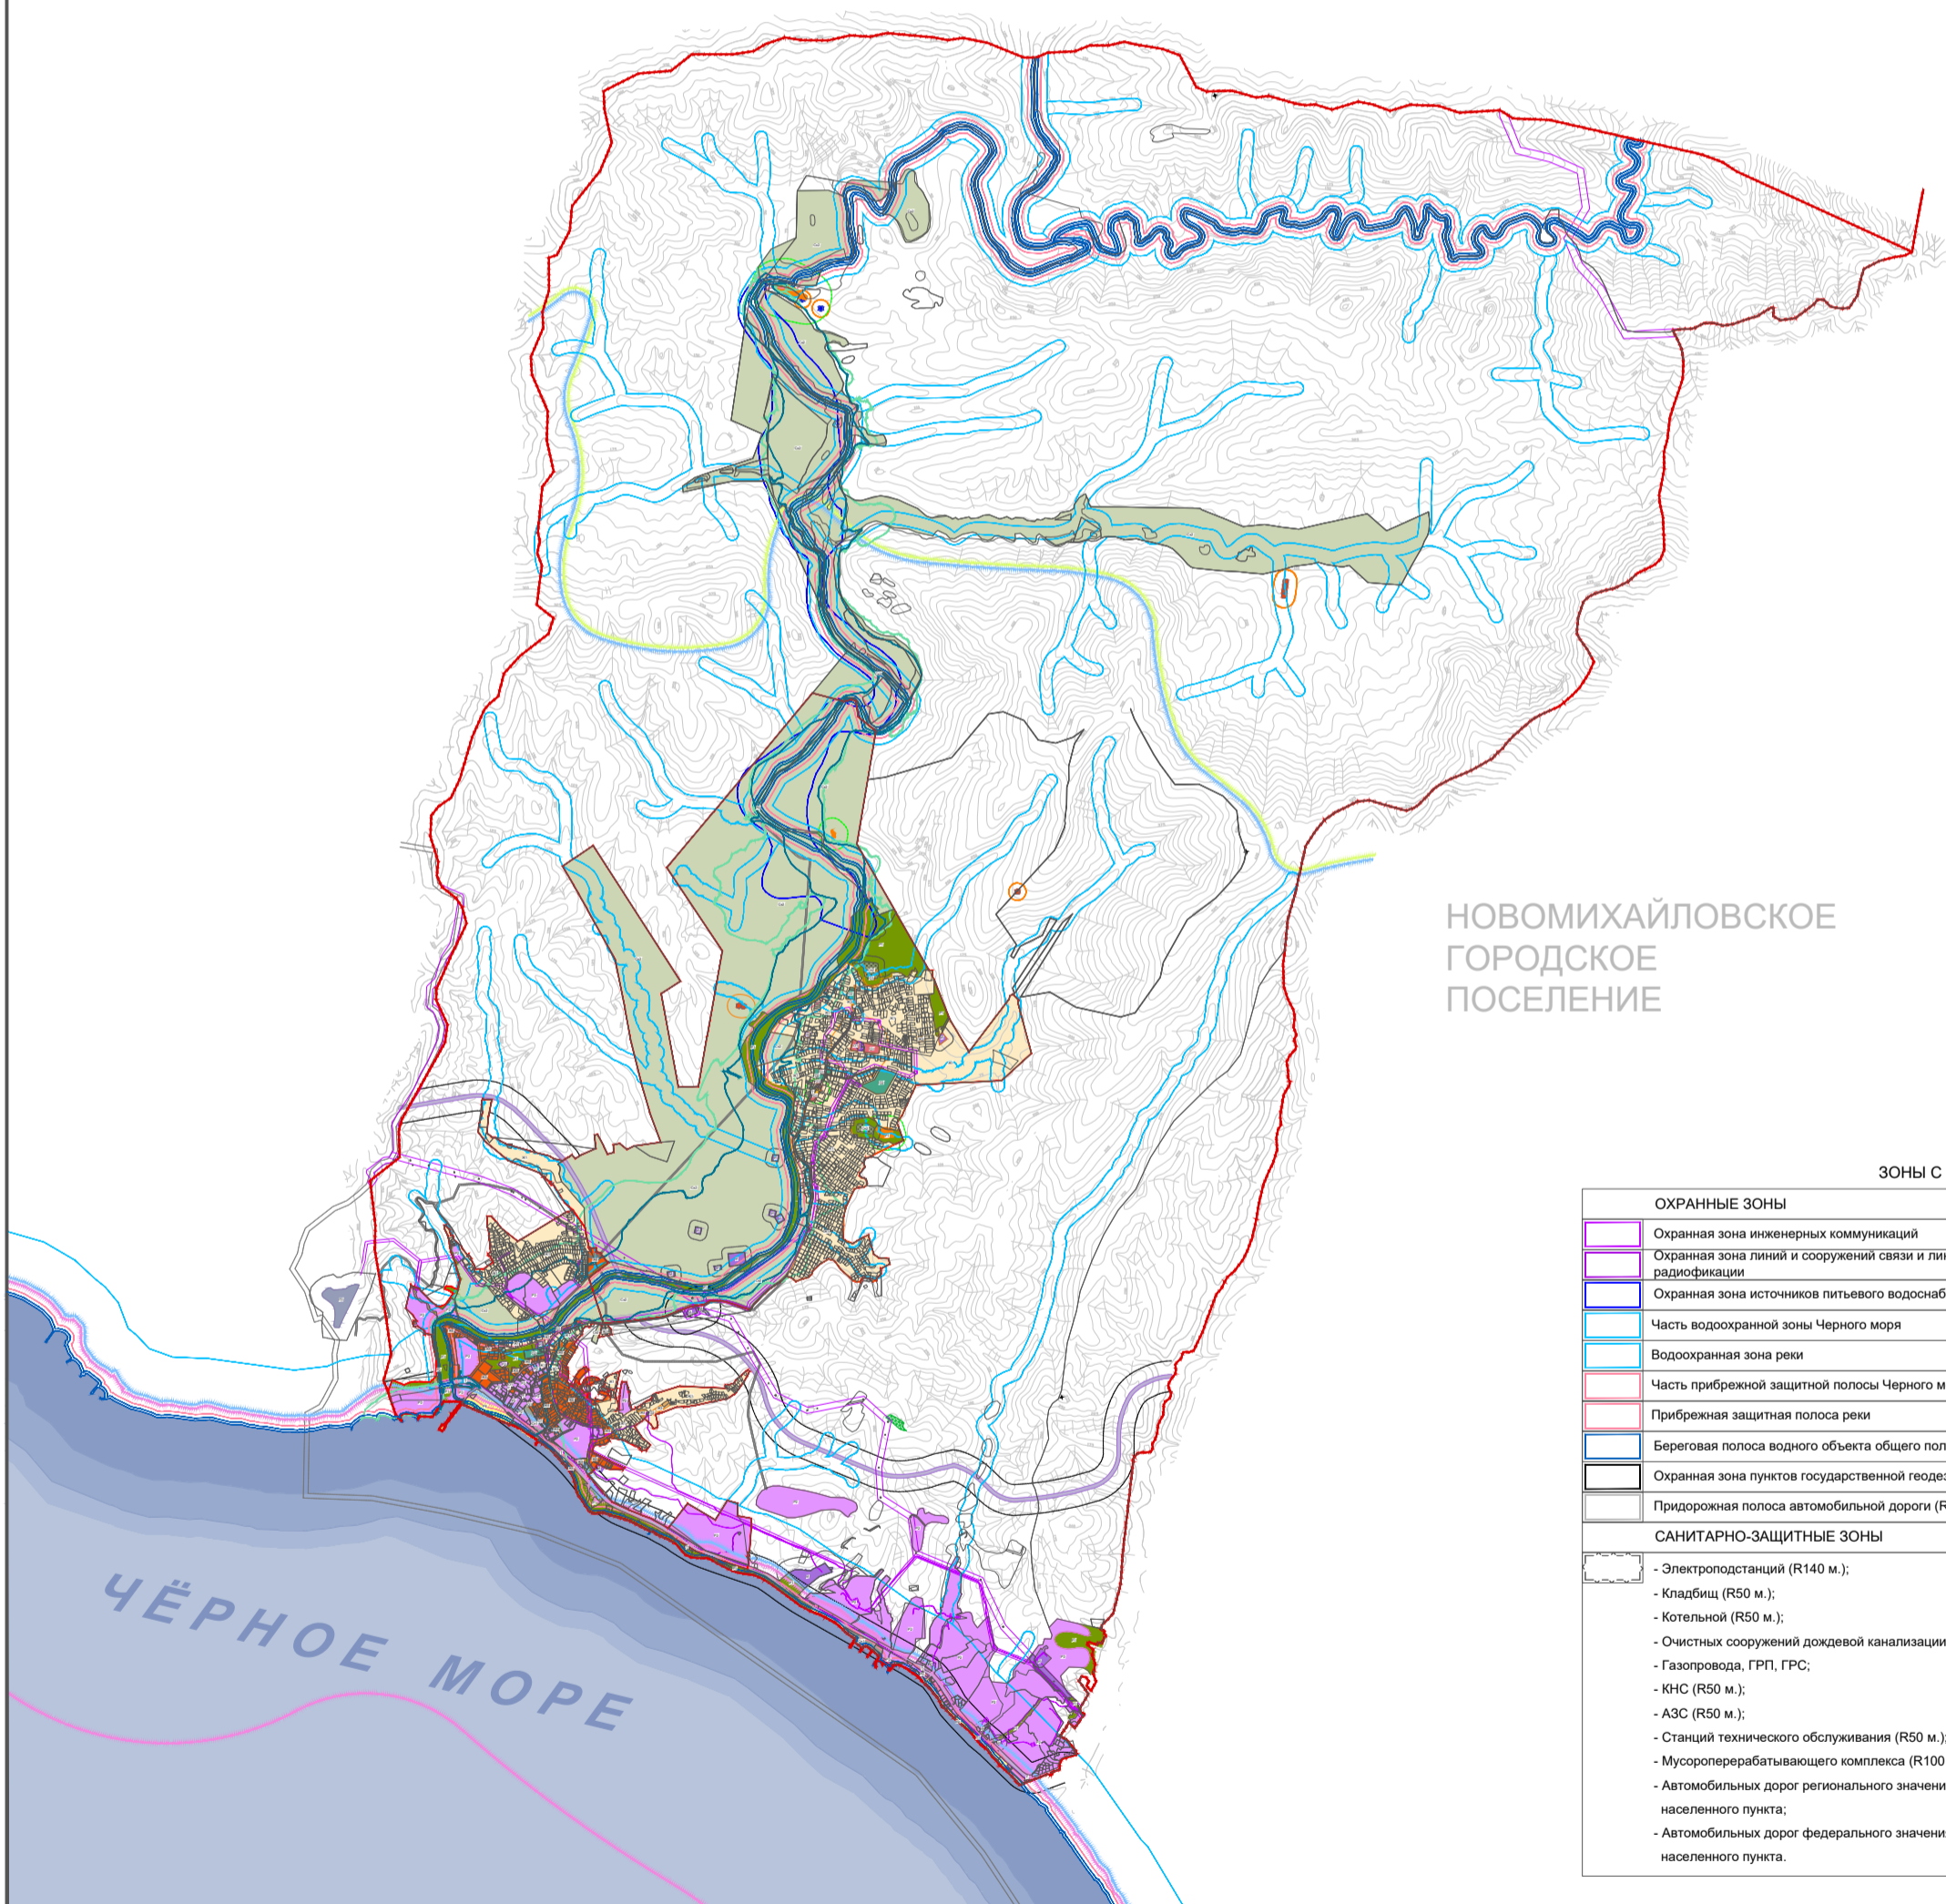 НОВОМИХАЙЛОВСКОЕ
ГОРОДСКОЕ
ПОСЕЛЕНИЕ
ЧЁРНОЕ МОРЕ
ЗОНЫ С
ОХРАННЫЕ ЗОНЫ
Охранная зона инженерных коммуникаций
Охранная зона линий и сооружений связи и ли
радиофикации
Охранная зона источников питьевого водоснаб
Часть водоохранной зоны Черного моря
Водоохранная зона реки
Часть прибрежной защитной полосы Черного м
Прибрежная защитная полоса реки
Береговая полоса водного объекта общего пол
Охранная зона пунктов государственной геодез
Придорожная полоса автомобильной дороги (R
САНИТАРНО-ЗАЩИТНЫЕ ЗОНЫ
- Электроподстанций (R140 м.);
- Кладбищ (R50 м.);
- Котельной (R50 м.);
- Очистных сооружений дождевой канализации
- Газопровода, ГРП, ГРС;
- КНС (R50 м.);
- АЗС (R50 м.);
- Станций технического обслуживания (R50 м.);
- Мусороперерабатывающего комплекса (R100
- Автомобильных дорог регионального значени
населенного пункта;
- Автомобильных дорог федерального значени
населенного пункта.